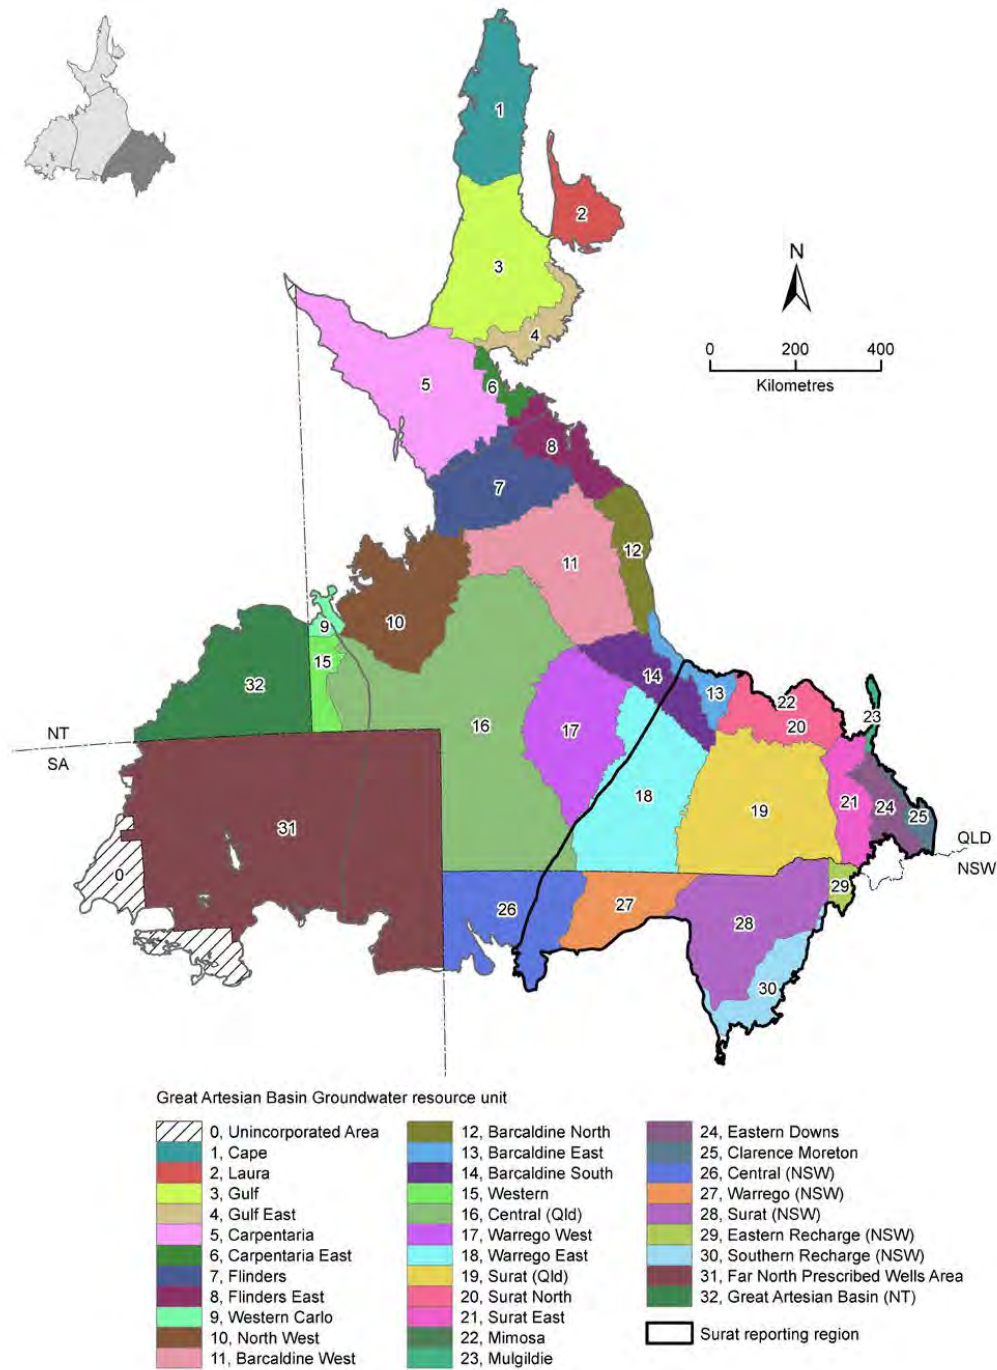 1
2
3
N
4
0 200 400
Kilometres
5
6
8
7
12
11
10
9
15
14
13
22
32
20
23
16
17
NT
SA
18
19
21
24
25
31
QLD
NSW
0
29
26
27
28
30
Great Artesian Basin Groundwater resource unit
0, Unincorporated Area
1, Cape
2, Laura
3, Gulf
4, Gulf East
5, Carpentaria
6, Carpentaria East
7, Flinders
8, Flinders East
9, Western Carlo
10, North West
11, Barcaldine West
12, Barcaldine North
13, Barcaldine East
14, Barcaldine South
15, Western
16, Central (Qld)
17, Warrego West
18, Warrego East
19, Surat (Qld)
20, Surat North
21, Surat East
22, Mimosa
23, Mulgildie
24, Eastern Downs
25, Clarence Moreton
26, Central (NSW)
27, Warrego (NSW)
28, Surat (NSW)
29, Eastern Recharge (NSW)
30, Southern Recharge (NSW)
31, Far North Prescribed Wells Area
32, Great Artesian Basin (NT)
Surat reporting region